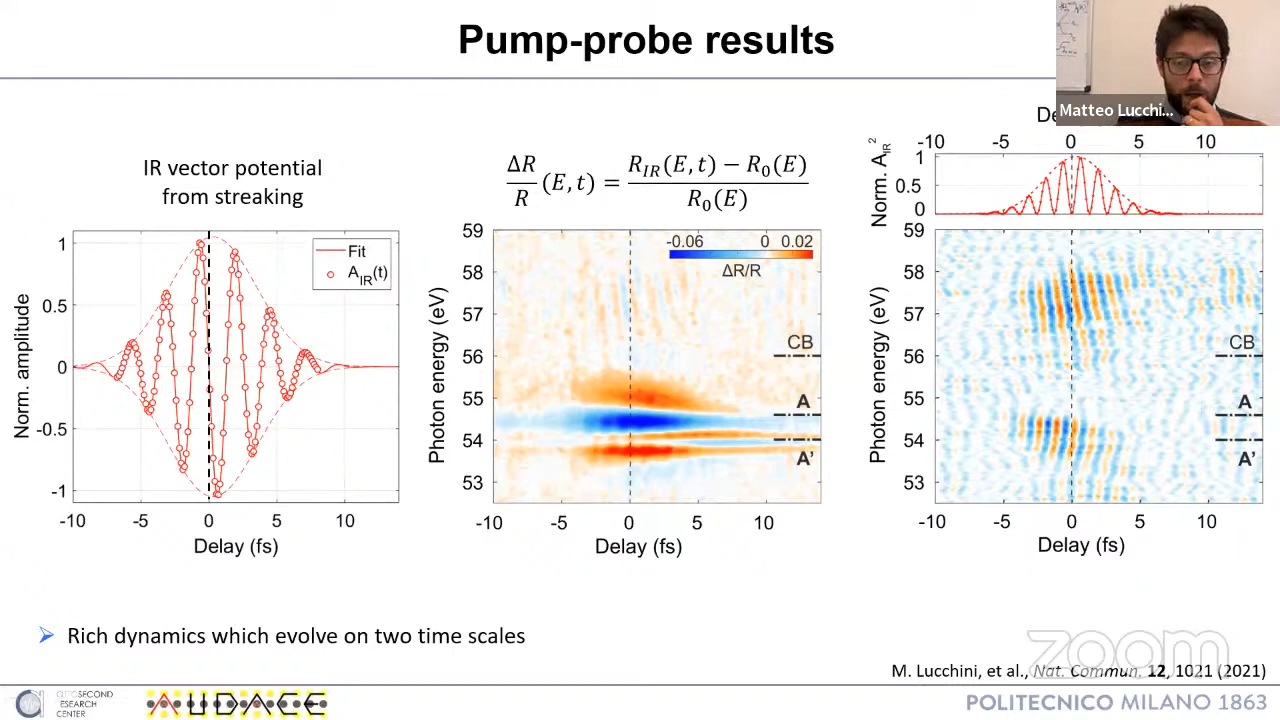 Pump-probe results
Matteo Lucchi...
IR vector potential
from streaking
Norm. amplitude
1
0.5
0
-0.5
-1
Fit
A_IR(t)
-10 -5 0 5 10
Delay (fs)
ΔR/R (E, t) = (R_IR(E, t) − R_0(E)) / R_0(E)
Photon energy (eV)
59
58
57
56
55
54
53
-0.06 0 0.02
ΔR/R
CB
A
A'
-10 -5 0 5 10
Delay (fs)
De
-10 -5 0 5 10
Norm. A_IR^2
1
0.5
0
Photon energy (eV)
59
58
57
56
55
54
53
CB
A
A'
-10 -5 0 5 10
Delay (fs)
Rich dynamics which evolve on two time scales
zoom
M. Lucchini, et al., Nat. Commun. 12, 1021 (2021)
RESEARCH
CENTER
AUDACE
POLITECNICO MILANO 1863